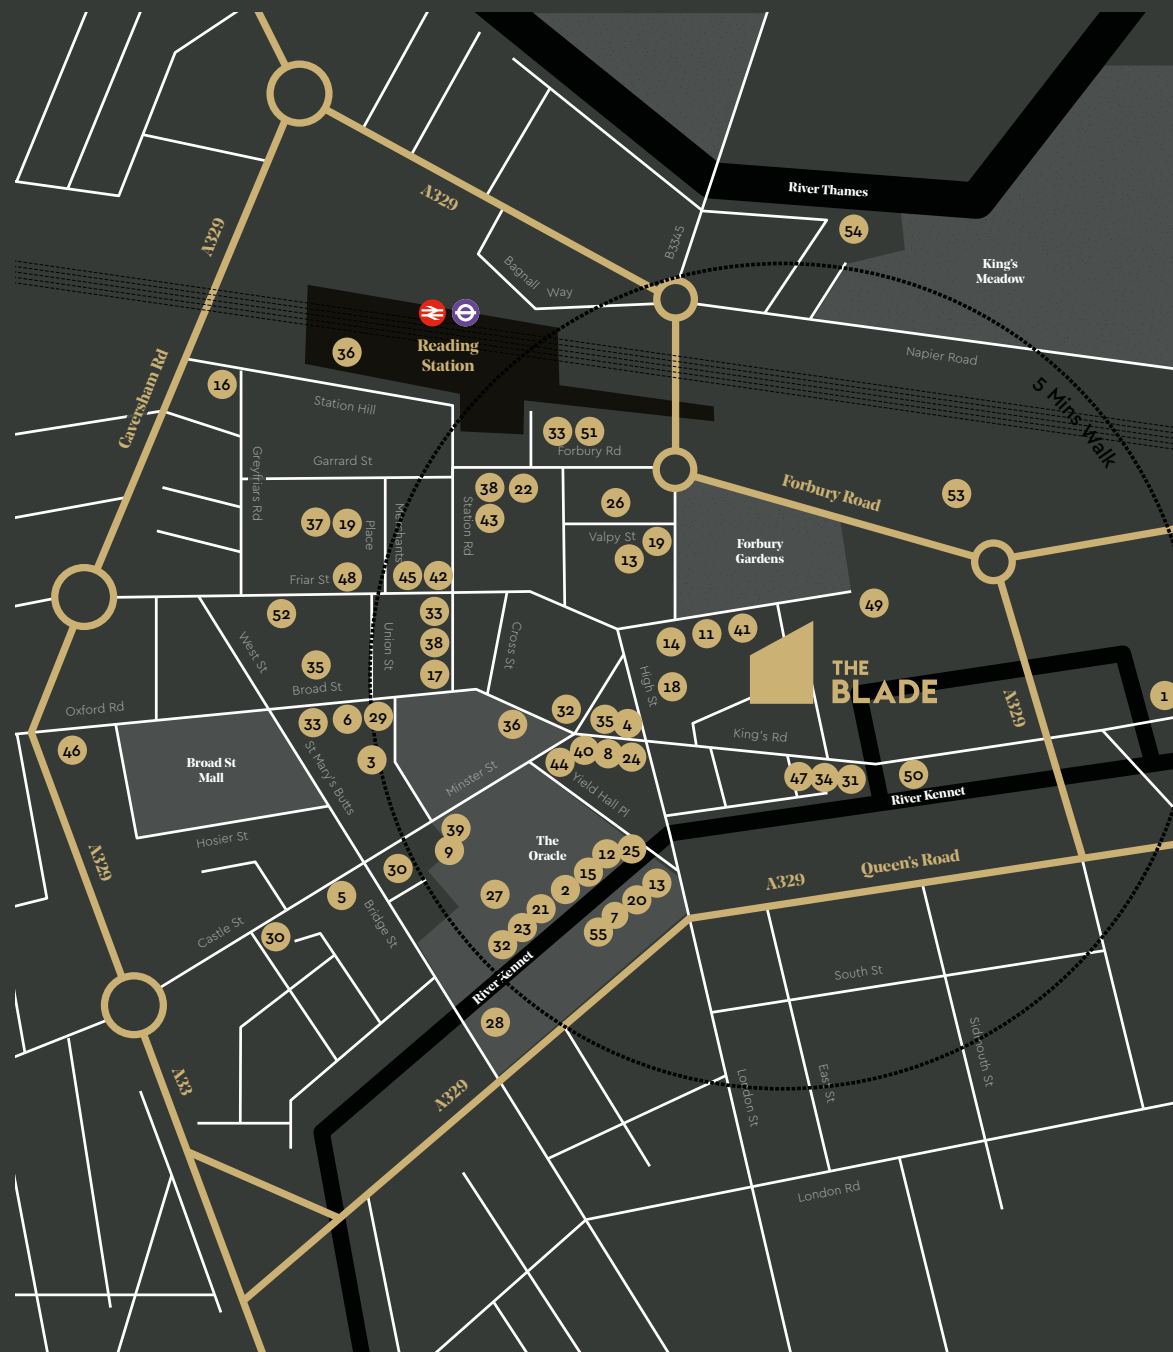 A329
A329
River Thames
54
B3345
King's
Meadow
Bagnall
Way
Reading
Station
36
16
Caversham Rd
Napier Road
5 Mins Walk
Station Hill
33
51
Forbury Rd
Garrard St
Greyfriars Rd
38
22
43
Station Rd
26
Forbury Road
53
37
19
Place
Merchants
Valpy St
19
13
Forbury
Gardens
Friar St
48
45
42
49
52
33
38
17
Union St
Cross St
West St
35
Broad St
14
11
41
18
High St
THE
BLADE
A329
1
Oxford Rd
46
33
6
29
3
36
32
35
4
King's Rd
Broad St
Mall
St Mary's Butts
Minster St
44
40
8
24
47
34
31
50
River Kennet
Yield Hall Pl
Hosier St
39
9
The
Oracle
12
25
15
2
13
20
7
55
A329
Queen's Road
A329
30
5
27
21
23
32
River Kennet
Castle St
30
Bridge St
28
South St
A33
A329
London St
East St
Sidmouth St
London Rd